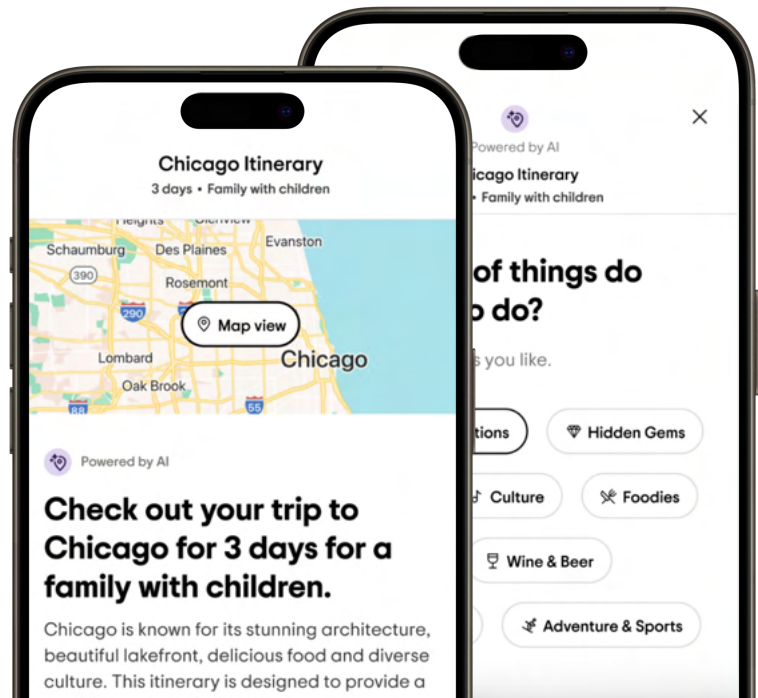 Chicago Itinerary
3 days • Family with children
Heights
Glenview
Schaumburg
Des Plaines
Evanston
390
Rosemont
290
Map view
Lombard
Chicago
Oak Brook
88
55
Powered by AI
Check out your trip to
Chicago for 3 days for a
family with children.
Chicago is known for its stunning architecture,
beautiful lakefront, delicious food and diverse
culture. This itinerary is designed to provide a
Powered by AI
icago Itinerary
• Family with children
of things do
o do?
s you like.
tions
Hidden Gems
Culture
Foodies
Wine & Beer
Adventure & Sports